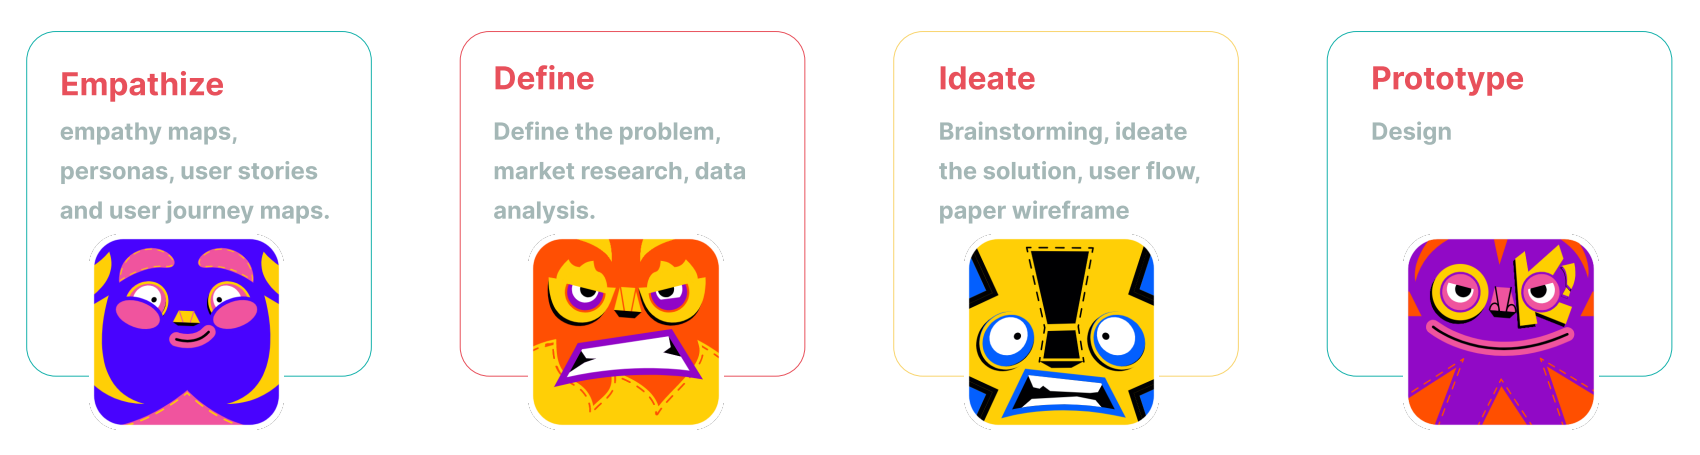 Empathize
empathy maps,
personas, user stories
and user journey maps.
Define
Define the problem,
market research, data
analysis.
Ideate
Brainstorming, ideate
the solution, user flow,
paper wireframe
Prototype
Design